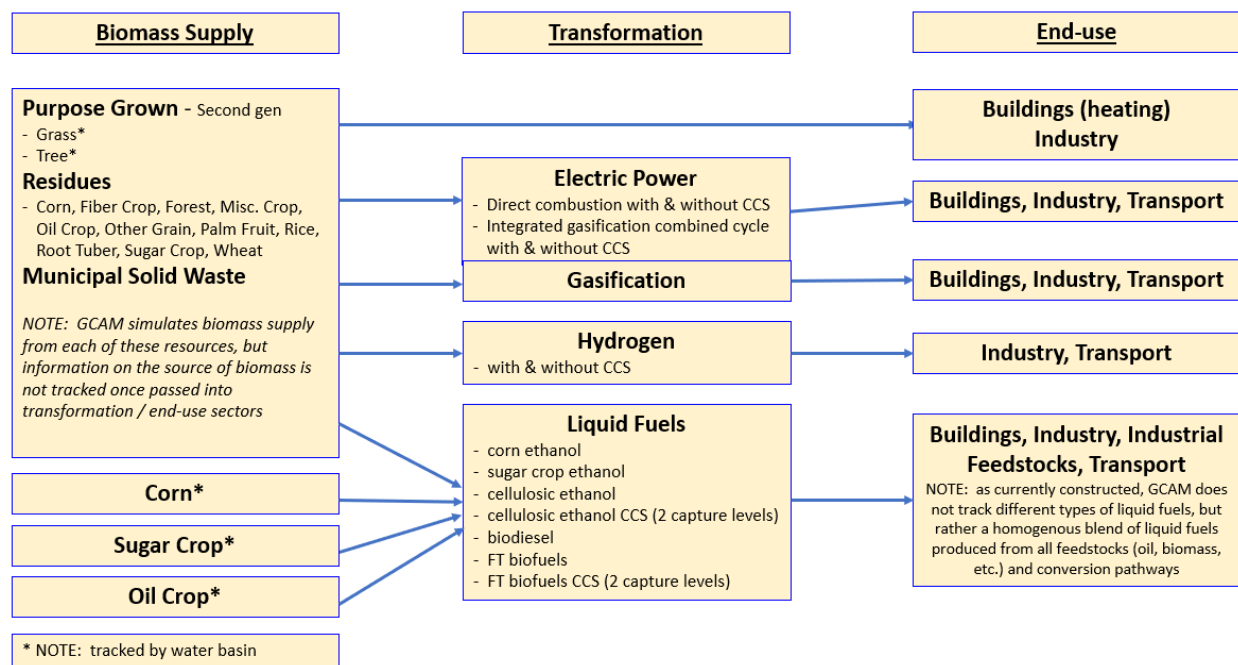 Biomass Supply
Transformation
End-use
Purpose Grown - Second gen
- Grass*
- Tree*
Residues
- Corn, Fiber Crop, Forest, Misc. Crop,
Oil Crop, Other Grain, Palm Fruit, Rice,
Root Tuber, Sugar Crop, Wheat
Municipal Solid Waste
NOTE: GCAM simulates biomass supply
from each of these resources, but
information on the source of biomass is
not tracked once passed into
transformation / end-use sectors
Corn*
Sugar Crop*
Oil Crop*
* NOTE: tracked by water basin
Electric Power
- Direct combustion with & without CCS
- Integrated gasification combined cycle
with & without CCS
Gasification
Hydrogen
- with & without CCS
Liquid Fuels
- corn ethanol
- sugar crop ethanol
- cellulosic ethanol
- cellulosic ethanol CCS (2 capture levels)
- biodiesel
- FT biofuels
- FT biofuels CCS (2 capture levels)
Buildings (heating)
Industry
Buildings, Industry, Transport
Buildings, Industry, Transport
Industry, Transport
Buildings, Industry, Industrial
Feedstocks, Transport
NOTE: as currently constructed, GCAM does
not track different types of liquid fuels, but
rather a homogenous blend of liquid fuels
produced from all feedstocks (oil, biomass,
etc.) and conversion pathways